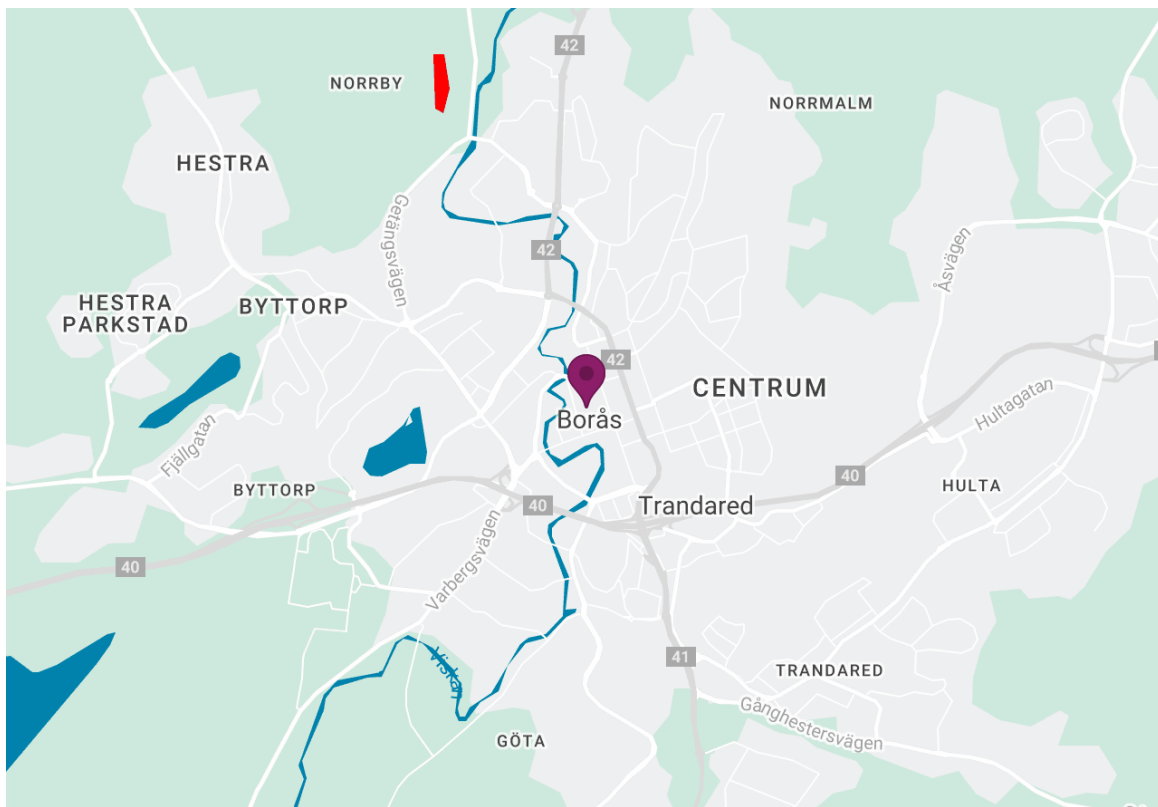 42
NORRBY
NORRMALM
HESTRA
Getängsvägen
42
Åsvägen
HESTRA
PARKSTAD
BYTTORP
42
CENTRUM
Borås
Hultagatan
Fjällgatan
40
BYTTORP
HULTA
40
Trandared
40
Varbergsvägen
41
Viskan
TRANDARED
GÖTA
Gånghestersvägen